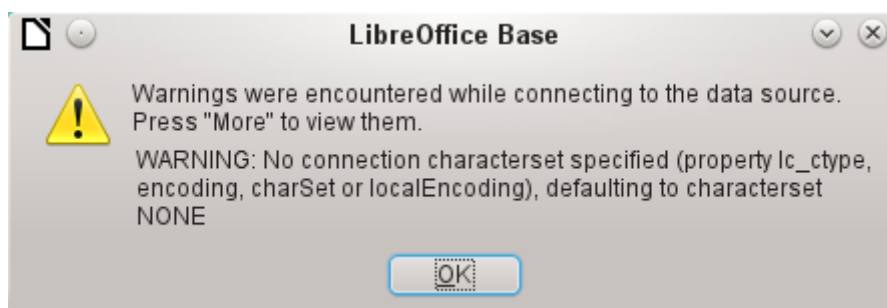 LibreOffice Base
Warnings were encountered while connecting to the data source.
Press "More" to view them.
WARNING: No connection characterset specified (property lc_ctype,
encoding, charSet or localEncoding), defaulting to characterset
NONE
OK